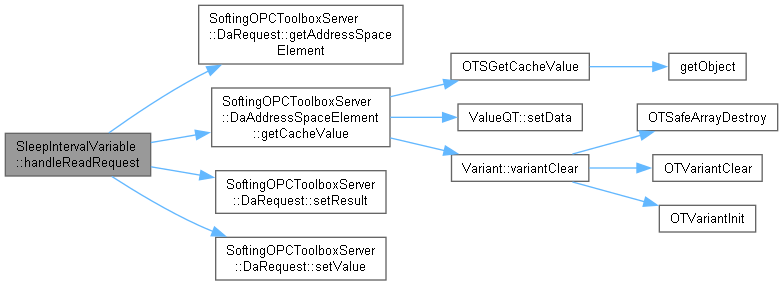 SleepIntervalVariable
::handleReadRequest
SoftingOPCToolboxServer
::DaRequest::getAddressSpace
Element
SoftingOPCToolboxServer
::DaAddressSpaceElement
::getCacheValue
OTSGetCacheValue
getObject
ValueQT::setData
Variant::variantClear
OTSafeArrayDestroy
OTVariantClear
OTVariantInit
SoftingOPCToolboxServer
::DaRequest::setResult
SoftingOPCToolboxServer
::DaRequest::setValue